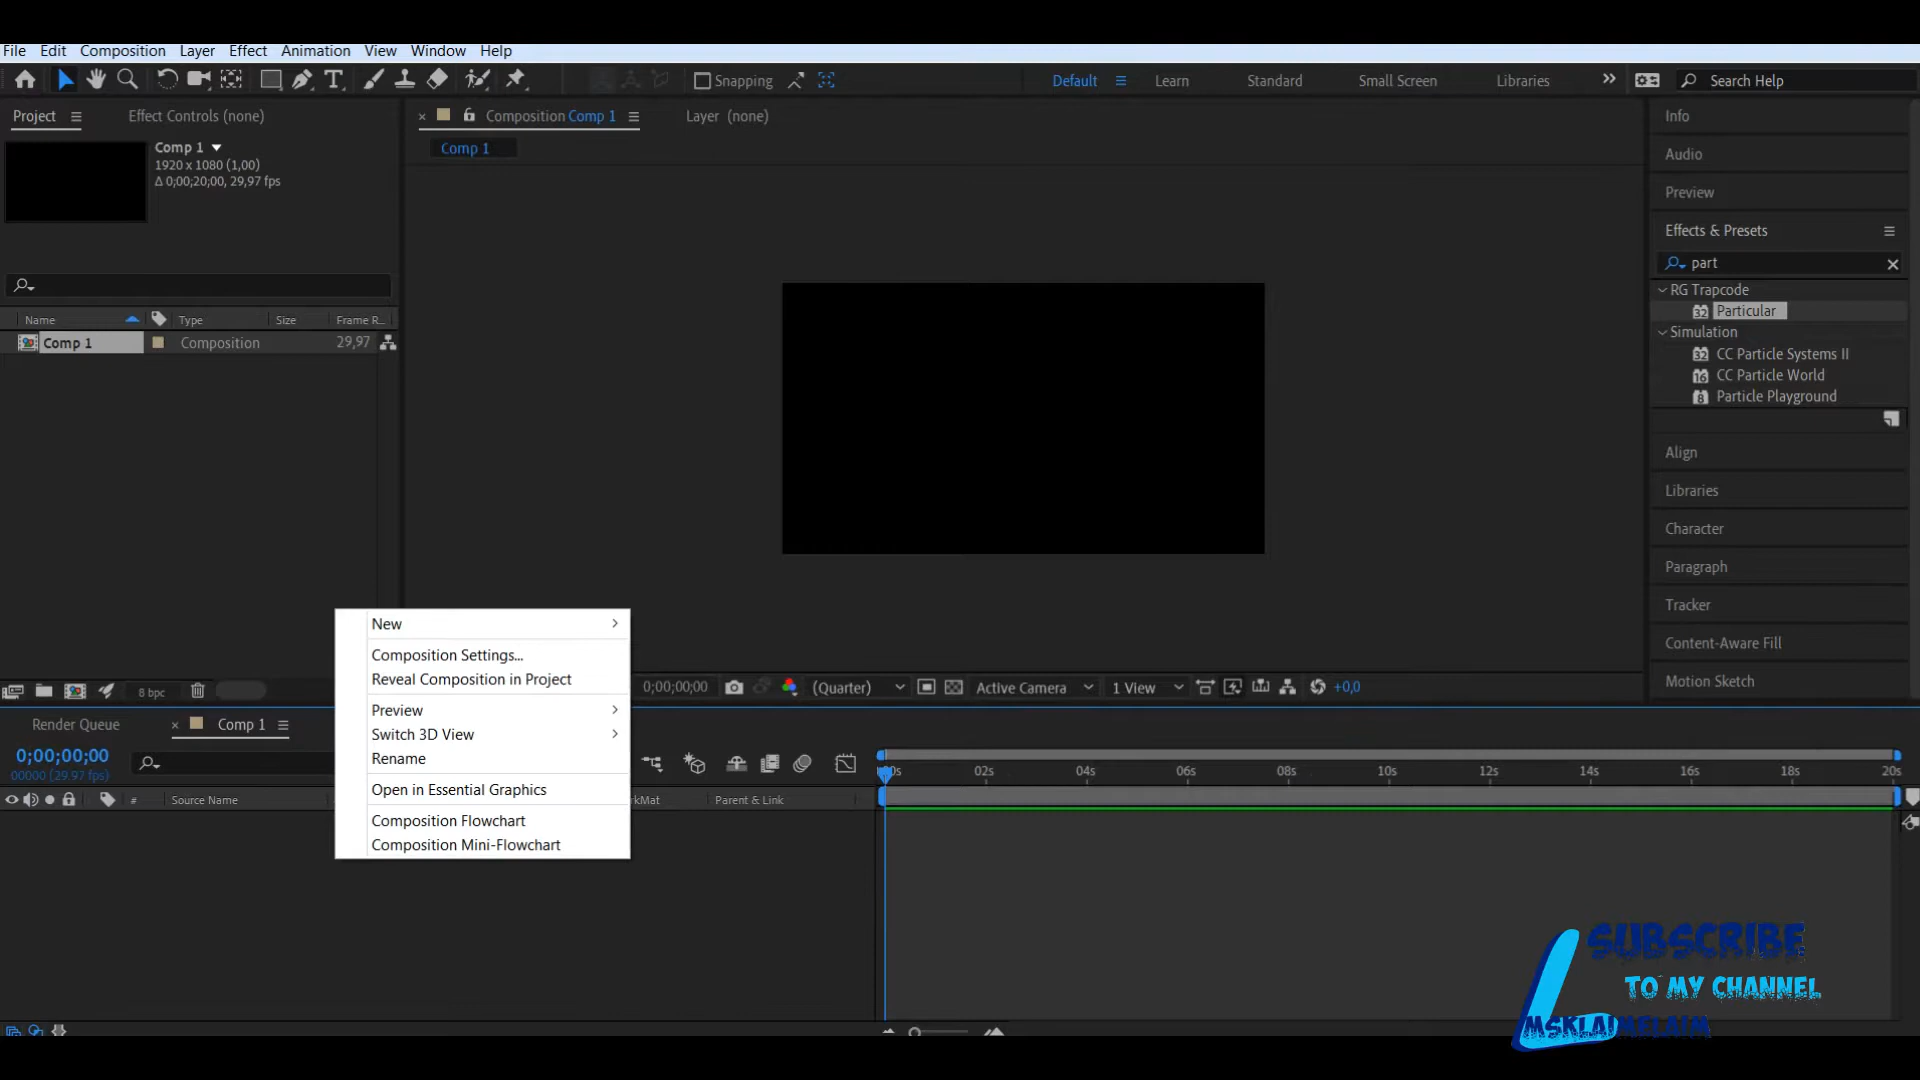 File Edit Composition Layer Effect Animation View Window Help
Snapping Default Learn Standard Small Screen Libraries Search Help
Project Effect Controls (none) Composition Comp 1 Layer (none) Info
Comp 1
1920 x 1080 (1,00)
Δ 0;00;20;00, 29,97 fps
Comp 1
Audio
Preview
Effects & Presets
part
RG Trapcode
32 Particular
Simulation
32 CC Particle Systems II
16 CC Particle World
8 Particle Playground
Name Type Size Frame R...
Comp 1 Composition 29,97
Align
Libraries
Character
Paragraph
Tracker
Content-Aware Fill
Motion Sketch
New
Composition Settings...
Reveal Composition in Project
Preview
Switch 3D View
Rename
Open in Essential Graphics
Composition Flowchart
Composition Mini-Flowchart
8 bpc 0;00;00;00 (Quarter) Active Camera 1 View +0,0
Render Queue Comp 1
0;00;00;00
00000 (29.97 fps)
02s 04s 06s 08s 10s 12s 14s 16s 18s 20s
# Source Name rkMat Parent & Link
SUBSCRIBE
TO MY CHANNEL